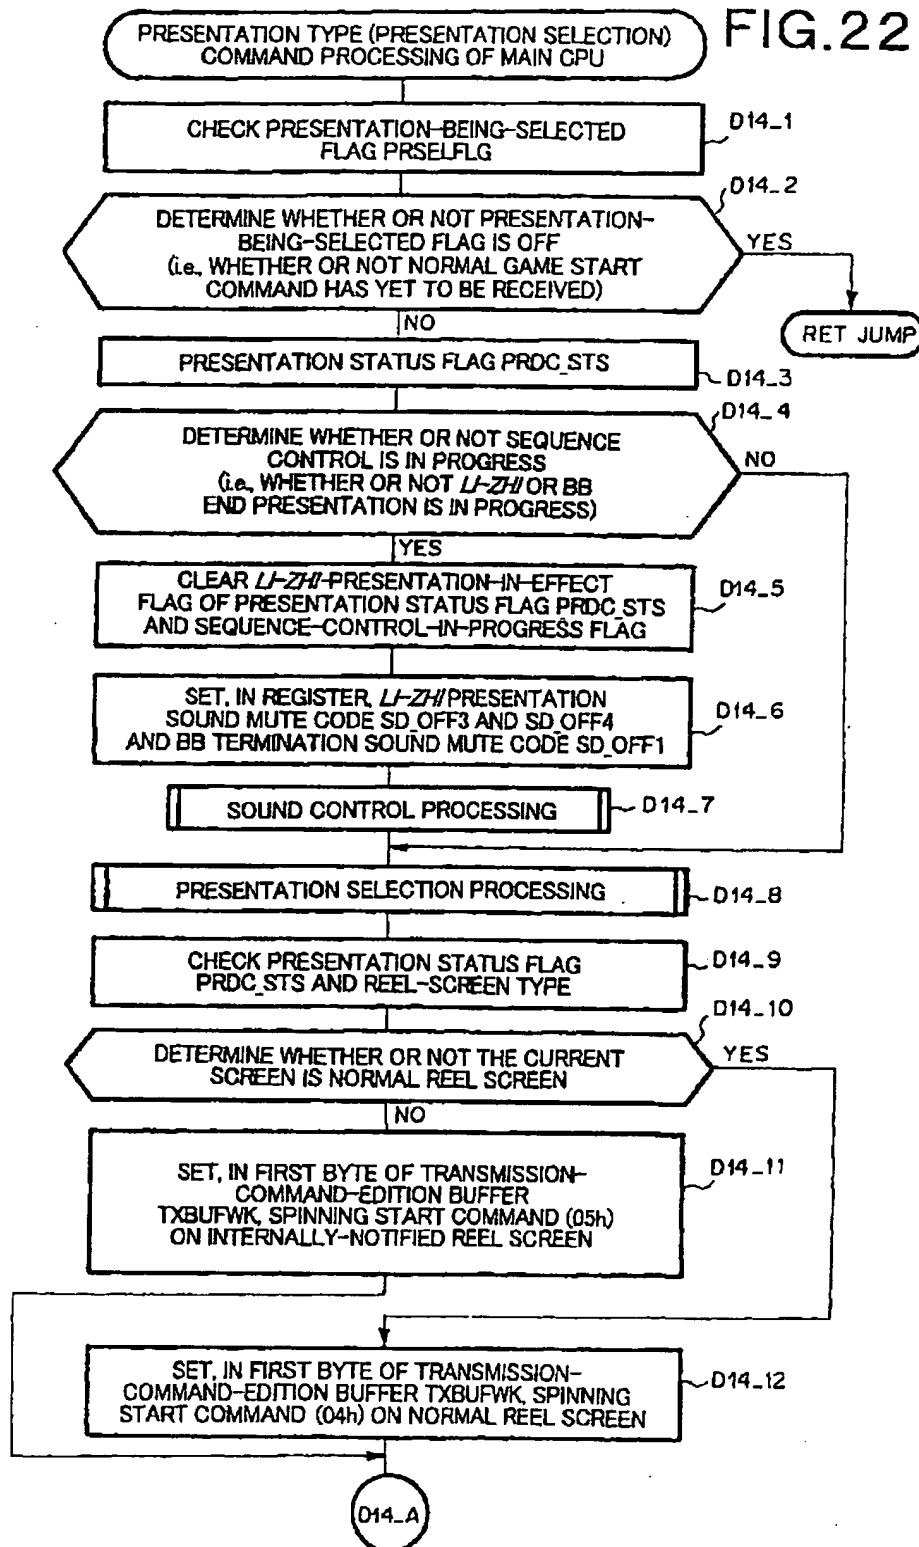 FIG.22
PRESENTATION TYPE (PRESENTATION SELECTION)
COMMAND PROCESSING OF MAIN CPU
CHECK PRESENTATION-BEING-SELECTED
FLAG PRSELFLG
D14_1
DETERMINE WHETHER OR NOT PRESENTATION-
BEING-SELECTED FLAG IS OFF
(i.e., WHETHER OR NOT NORMAL GAME START
COMMAND HAS YET TO BE RECEIVED)
D14_2
YES
RET JUMP
NO
PRESENTATION STATUS FLAG PRDC_STS
D14_3
DETERMINE WHETHER OR NOT SEQUENCE
CONTROL IS IN PROGRESS
(i.e., WHETHER OR NOT LI-ZHI OR BB
END PRESENTATION IS IN PROGRESS)
D14_4
NO
YES
CLEAR LI-ZHI-PRESENTATION-IN-EFFECT
FLAG OF PRESENTATION STATUS FLAG PRDC_STS
AND SEQUENCE-CONTROL-IN-PROGRESS FLAG
D14_5
SET, IN REGISTER, LI-ZHI PRESENTATION
SOUND MUTE CODE SD_OFF3 AND SD_OFF4
AND BB TERMINATION SOUND MUTE CODE SD_OFF1
D14_6
SOUND CONTROL PROCESSING
D14_7
PRESENTATION SELECTION PROCESSING
D14_8
CHECK PRESENTATION STATUS FLAG
PRDC_STS AND REEL-SCREEN TYPE
D14_9
DETERMINE WHETHER OR NOT THE CURRENT
SCREEN IS NORMAL REEL SCREEN
D14_10
YES
NO
SET, IN FIRST BYTE OF TRANSMISSION-
COMMAND-EDITION BUFFER
TXBUFWK, SPINNING START COMMAND (05h)
ON INTERNALLY-NOTIFIED REEL SCREEN
D14_11
SET, IN FIRST BYTE OF TRANSMISSION-
COMMAND-EDITION BUFFER TXBUFWK, SPINNING
START COMMAND (04h) ON NORMAL REEL SCREEN
D14_12
D14_A